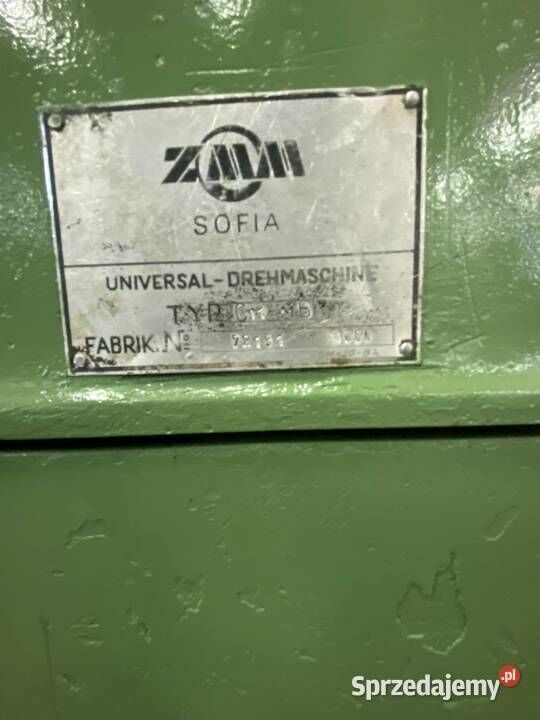 ZMM
SOFIA
UNIVERSAL-DREHMASCHINE
TYP
FABRIK. No
Sprzedajemy.pl